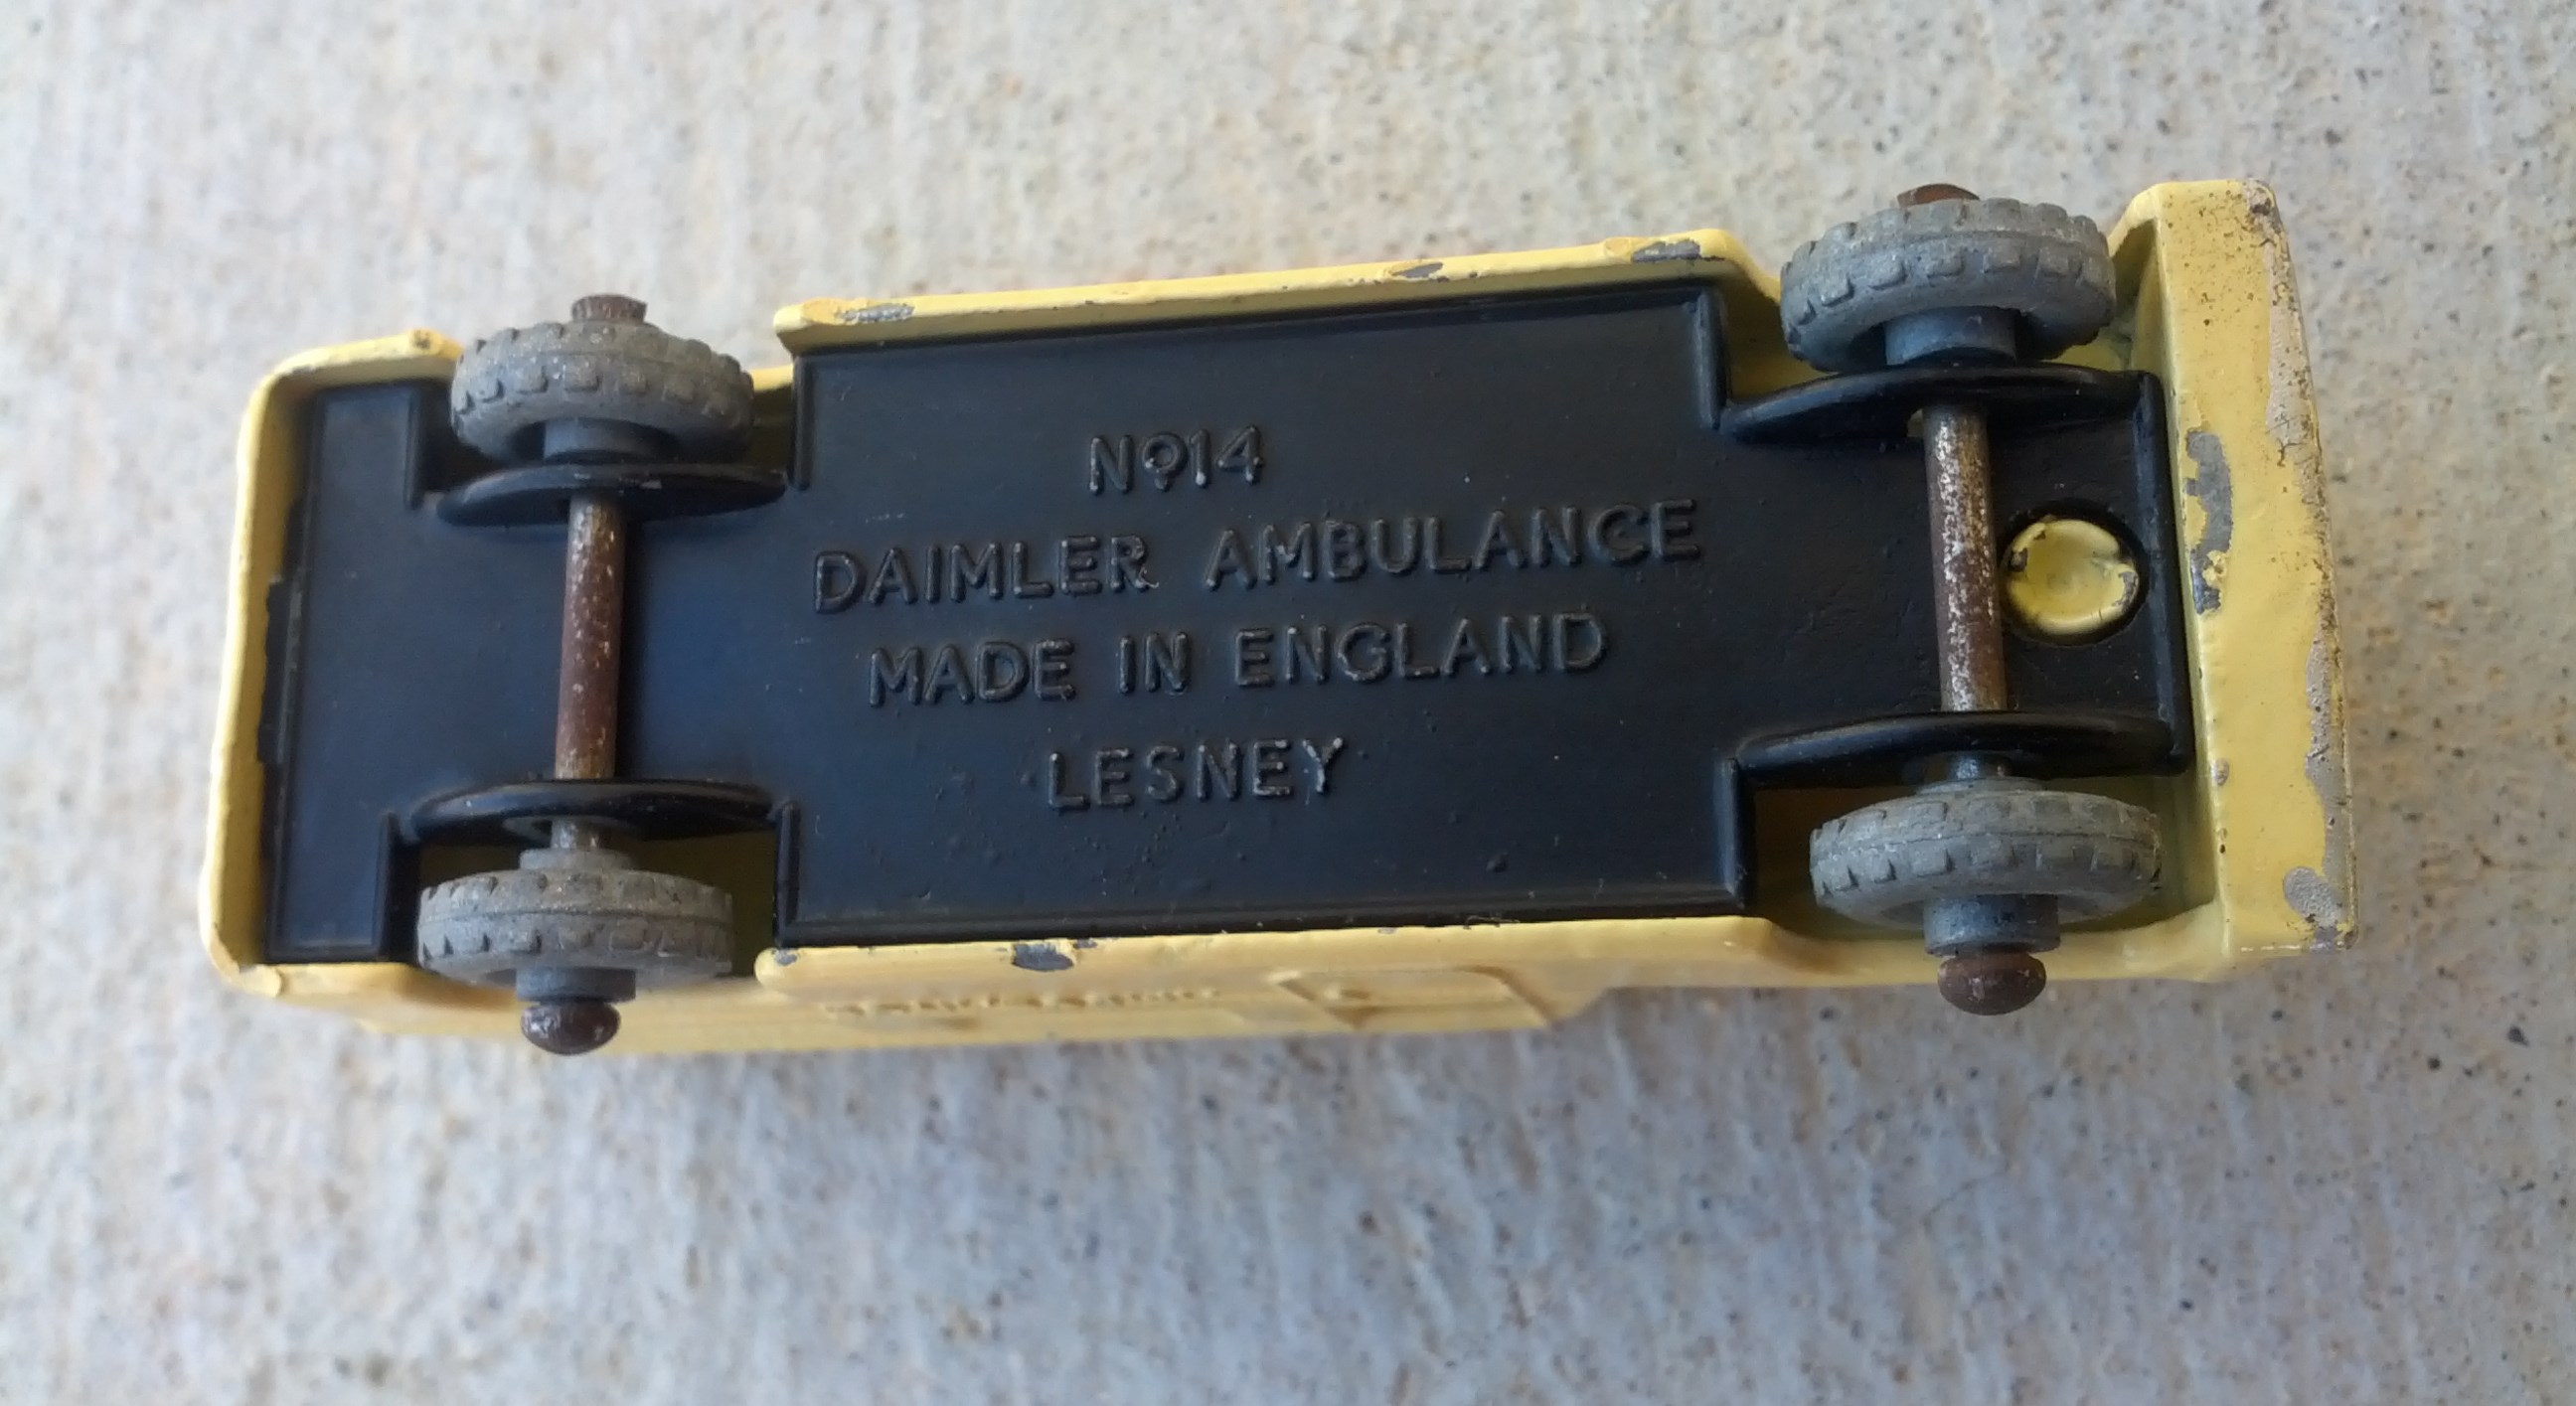 Nº14
DAIMLER AMBULANCE
MADE IN ENGLAND
LESNEY